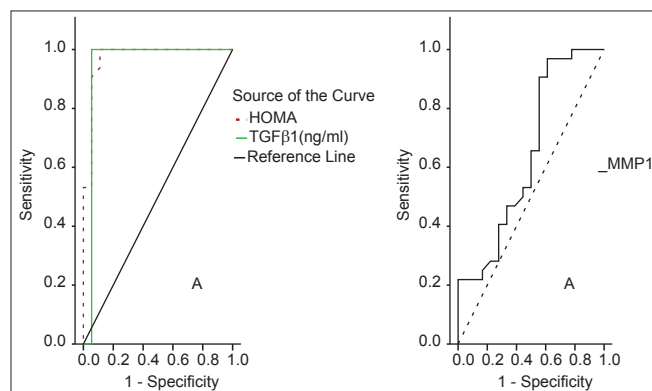 1.0
0.8
0.6
0.4
0.2
0.0
Sensitivity
0.0 0.2 0.4 0.6 0.8 1.0
1 - Specificity
A
Source of the Curve
HOMA
TGFβ1(ng/ml)
Reference Line
1.0
0.8
0.6
0.4
0.2
0.0
Sensitivity
0.0 0.2 0.4 0.6 0.8 1.0
1 - Specificity
A
MMP1